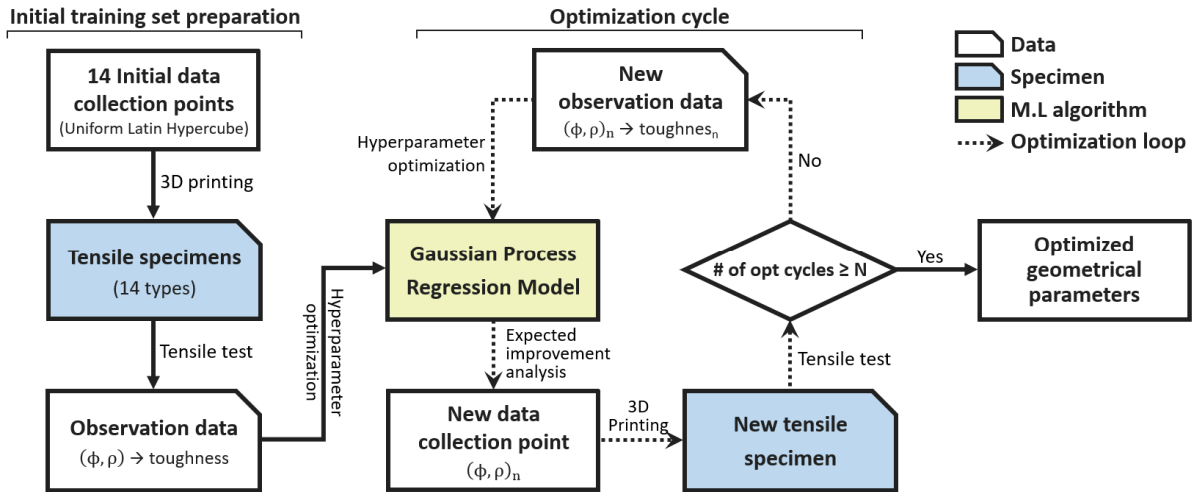 Initial training set preparation
14 Initial data
collection points
(Uniform Latin Hypercube)
3D printing
Tensile specimens
(14 types)
Tensile test
Observation data
(ϕ, ρ) → toughness
Hyperparameter
optimization
Optimization cycle
New
observation data
(ϕ, ρ)n → toughnesn
Hyperparameter
optimization
Gaussian Process
Regression Model
Expected
improvement
analysis
New data
collection point
(ϕ, ρ)n
3D
Printing
New tensile
specimen
Tensile test
# of opt cycles ≥ N
No
Yes
Optimized
geometrical
parameters
Data
Specimen
M.L algorithm
Optimization loop